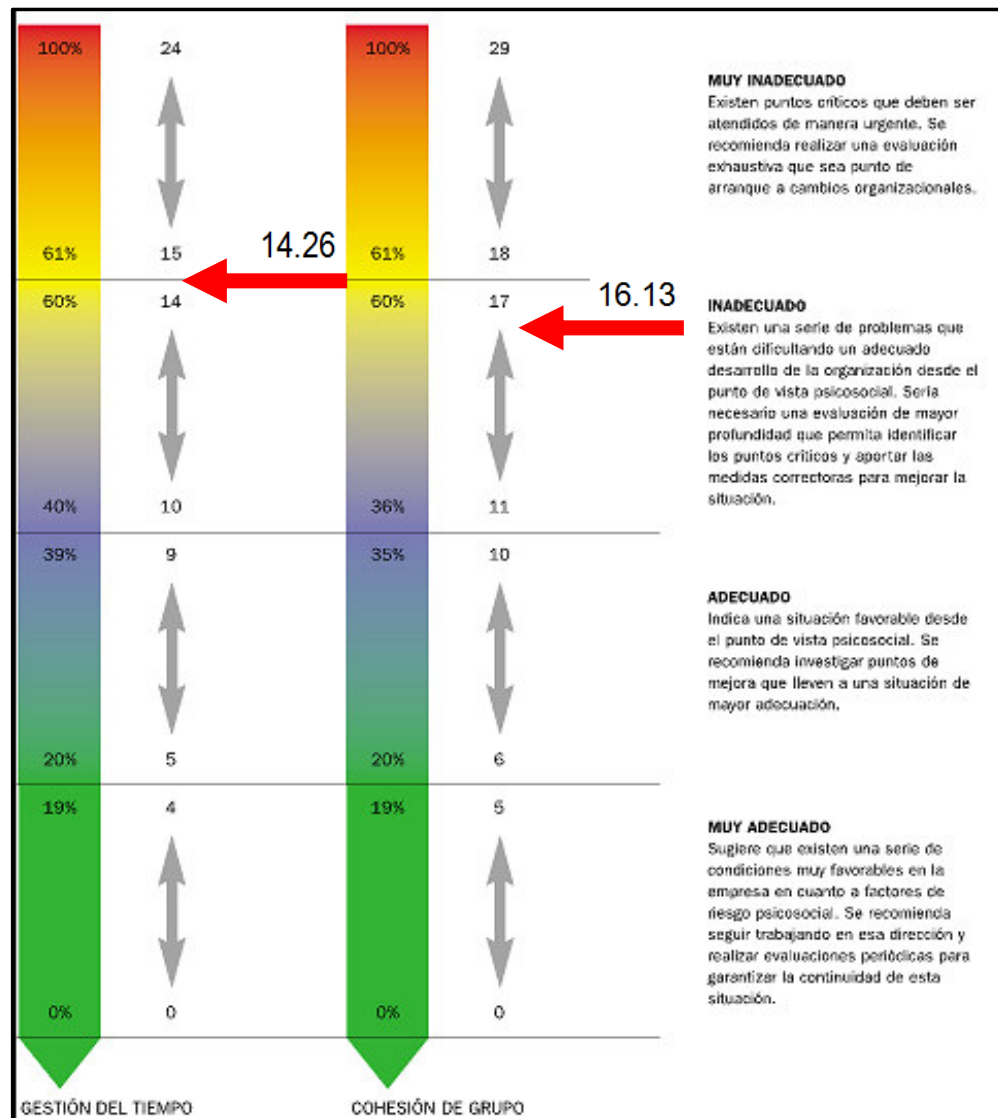 100% 24 100% 29
MUY INADECUADO
Existen puntos críticos que deben ser
atendidos de manera urgente. Se
recomienda realizar una evaluación
exhaustiva que sea punto de
arranque a cambios organizacionales.
14.26
61% 15 61% 18
16.13
60% 14 60% 17
INADECUADO
Existen una serie de problemas que
están dificultando un adecuado
desarrollo de la organización desde el
punto de vista psicosocial. Sería
necesario una evaluación de mayor
profundidad que permita identificar
los puntos críticos y aportar las
medidas correctoras para mejorar la
situación.
40% 10 36% 11
39% 9 35% 10
ADECUADO
Indica una situación favorable desde
el punto de vista psicosocial. Se
recomienda investigar puntos de
mejora que lleven a una situación de
mayor adecuación.
20% 5 20% 6
19% 4 19% 5
MUY ADECUADO
Sugiere que existen una serie de
condiciones muy favorables en la
empresa en cuanto a factores de
riesgo psicosocial. Se recomienda
seguir trabajando en esa dirección y
realizar evaluaciones periódicas para
garantizar la continuidad de esta
situación.
0% 0 0% 0
GESTIÓN DEL TIEMPO COHESIÓN DE GRUPO